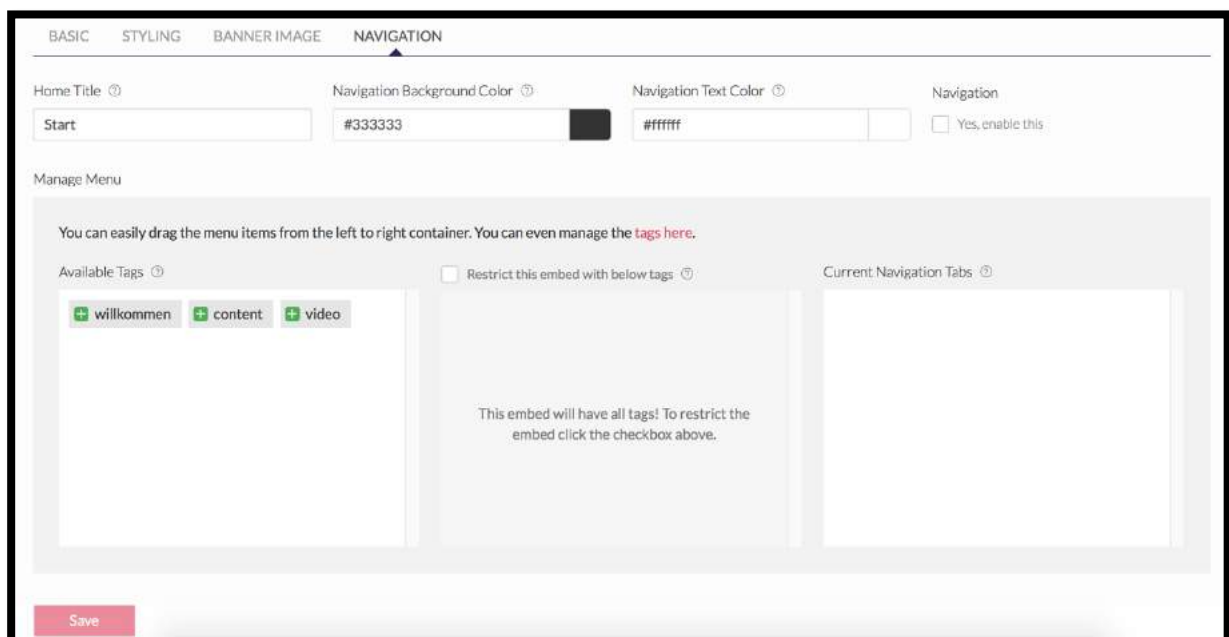 BASIC STYLING BANNER IMAGE NAVIGATION
Home Title Navigation Background Color Navigation Text Color Navigation
Start #333333 #ffffff Yes, enable this
Manage Menu
You can easily drag the menu items from the left to right container. You can even manage the tags here.
Available Tags Restrict this embed with below tags Current Navigation Tabs
willkommen content video
This embed will have all tags! To restrict the
embed click the checkbox above.
Save